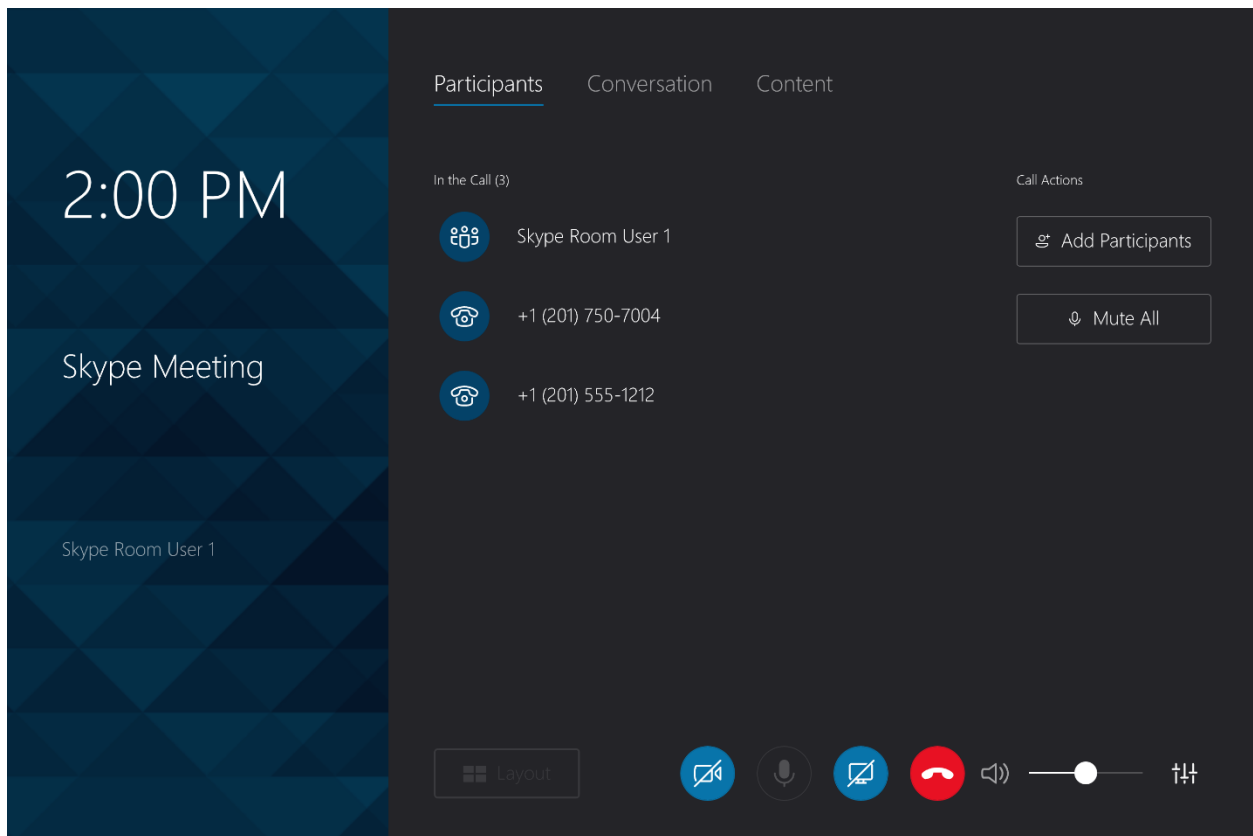 2:00 PM
Skype Meeting
Skype Room User 1
Participants Conversation Content
In the Call (3)
Skype Room User 1
+1 (201) 750-7004
+1 (201) 555-1212
Call Actions
Add Participants
Mute All
Layout